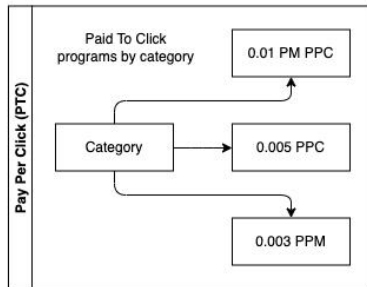 Pay Per Click (PTC)
Paid To Click
programs by category
0.01 PM PPC
Category
0.005 PPC
0.003 PPM